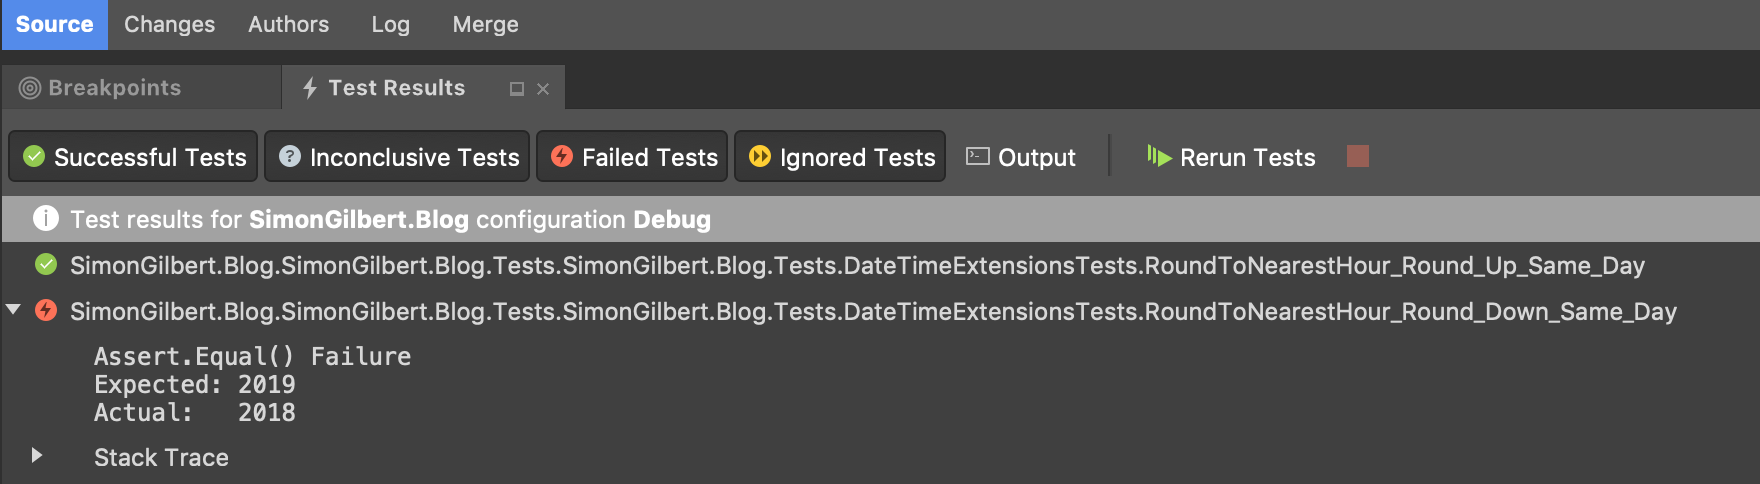 Source Changes Authors Log Merge
Breakpoints Test Results
Successful Tests Inconclusive Tests Failed Tests Ignored Tests Output Rerun Tests
Test results for SimonGilbert.Blog configuration Debug
SimonGilbert.Blog.SimonGilbert.Blog.Tests.SimonGilbert.Blog.Tests.DateTimeExtensionsTests.RoundToNearestHour_Round_Up_Same_Day
SimonGilbert.Blog.SimonGilbert.Blog.Tests.SimonGilbert.Blog.Tests.DateTimeExtensionsTests.RoundToNearestHour_Round_Down_Same_Day
Assert.Equal() Failure
Expected: 2019
Actual:   2018
Stack Trace